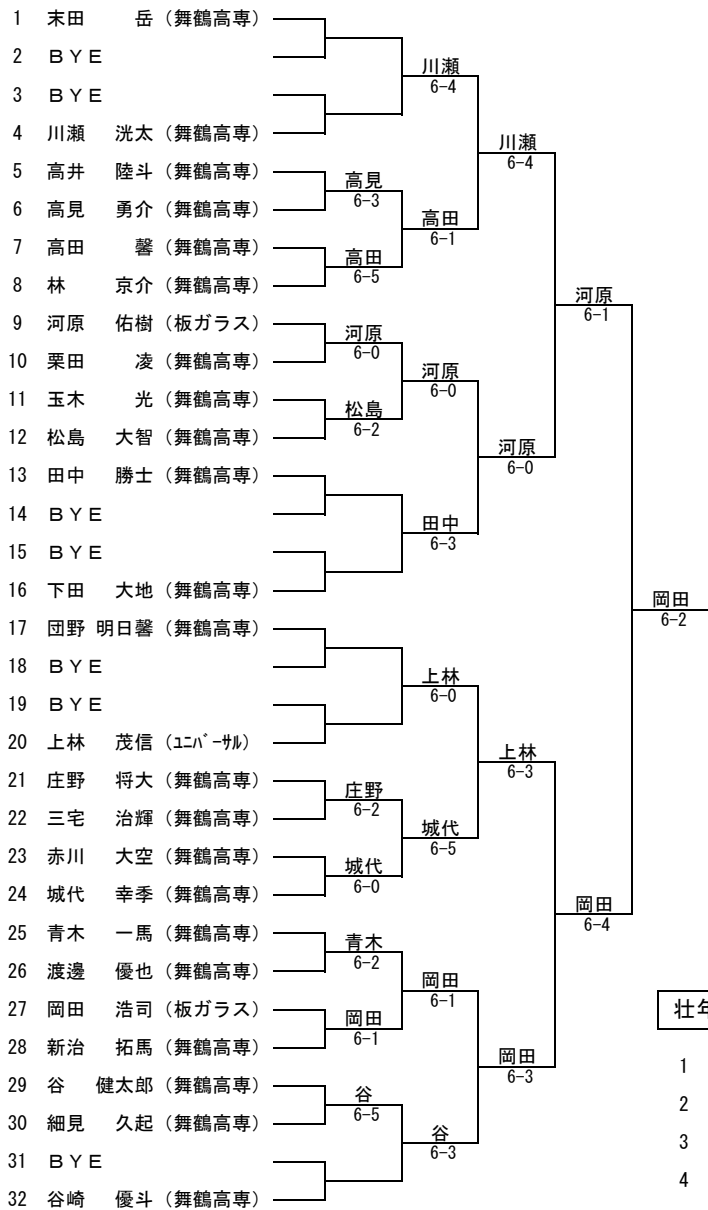 1 末田 岳（舞鶴高専）
2 ＢＹＥ
川瀬
6-4
3 ＢＹＥ
4 川瀬 洸太（舞鶴高専）
川瀬
6-4
5 高井 陸斗（舞鶴高専）
高見
6-3
6 高見 勇介（舞鶴高専）
高田
6-1
7 高田 馨（舞鶴高専）
高田
6-5
8 林 京介（舞鶴高専）
河原
6-1
9 河原 佑樹（板ガラス）
河原
6-0
10 栗田 凌（舞鶴高専）
河原
6-0
11 玉木 光（舞鶴高専）
松島
6-2
12 松島 大智（舞鶴高専）
河原
6-0
13 田中 勝士（舞鶴高専）
14 ＢＹＥ
田中
6-3
15 ＢＹＥ
16 下田 大地（舞鶴高専）
岡田
6-2
17 団野 明日馨（舞鶴高専）
18 ＢＹＥ
上林
6-0
19 ＢＹＥ
20 上林 茂信（ﾕﾆﾊﾞｰｻﾙ）
上林
6-3
21 庄野 将大（舞鶴高専）
庄野
6-2
22 三宅 治輝（舞鶴高専）
城代
6-5
23 赤川 大空（舞鶴高専）
城代
6-0
24 城代 幸季（舞鶴高専）
岡田
6-4
25 青木 一馬（舞鶴高専）
青木
6-2
26 渡邊 優也（舞鶴高専）
岡田
6-1
27 岡田 浩司（板ガラス）
岡田
6-1
28 新治 拓馬（舞鶴高専）
岡田
6-3
29 谷 健太郎（舞鶴高専）
谷
6-5
30 細見 久起（舞鶴高専）
谷
6-3
31 ＢＹＥ
32 谷崎 優斗（舞鶴高専）
壮年
1
2
3
4